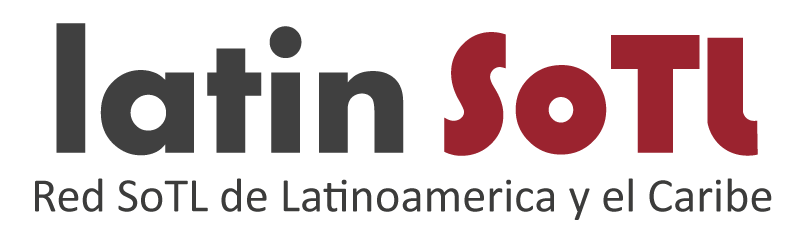 latin SoTL
Red SoTL de Latinoamerica y el Caribe